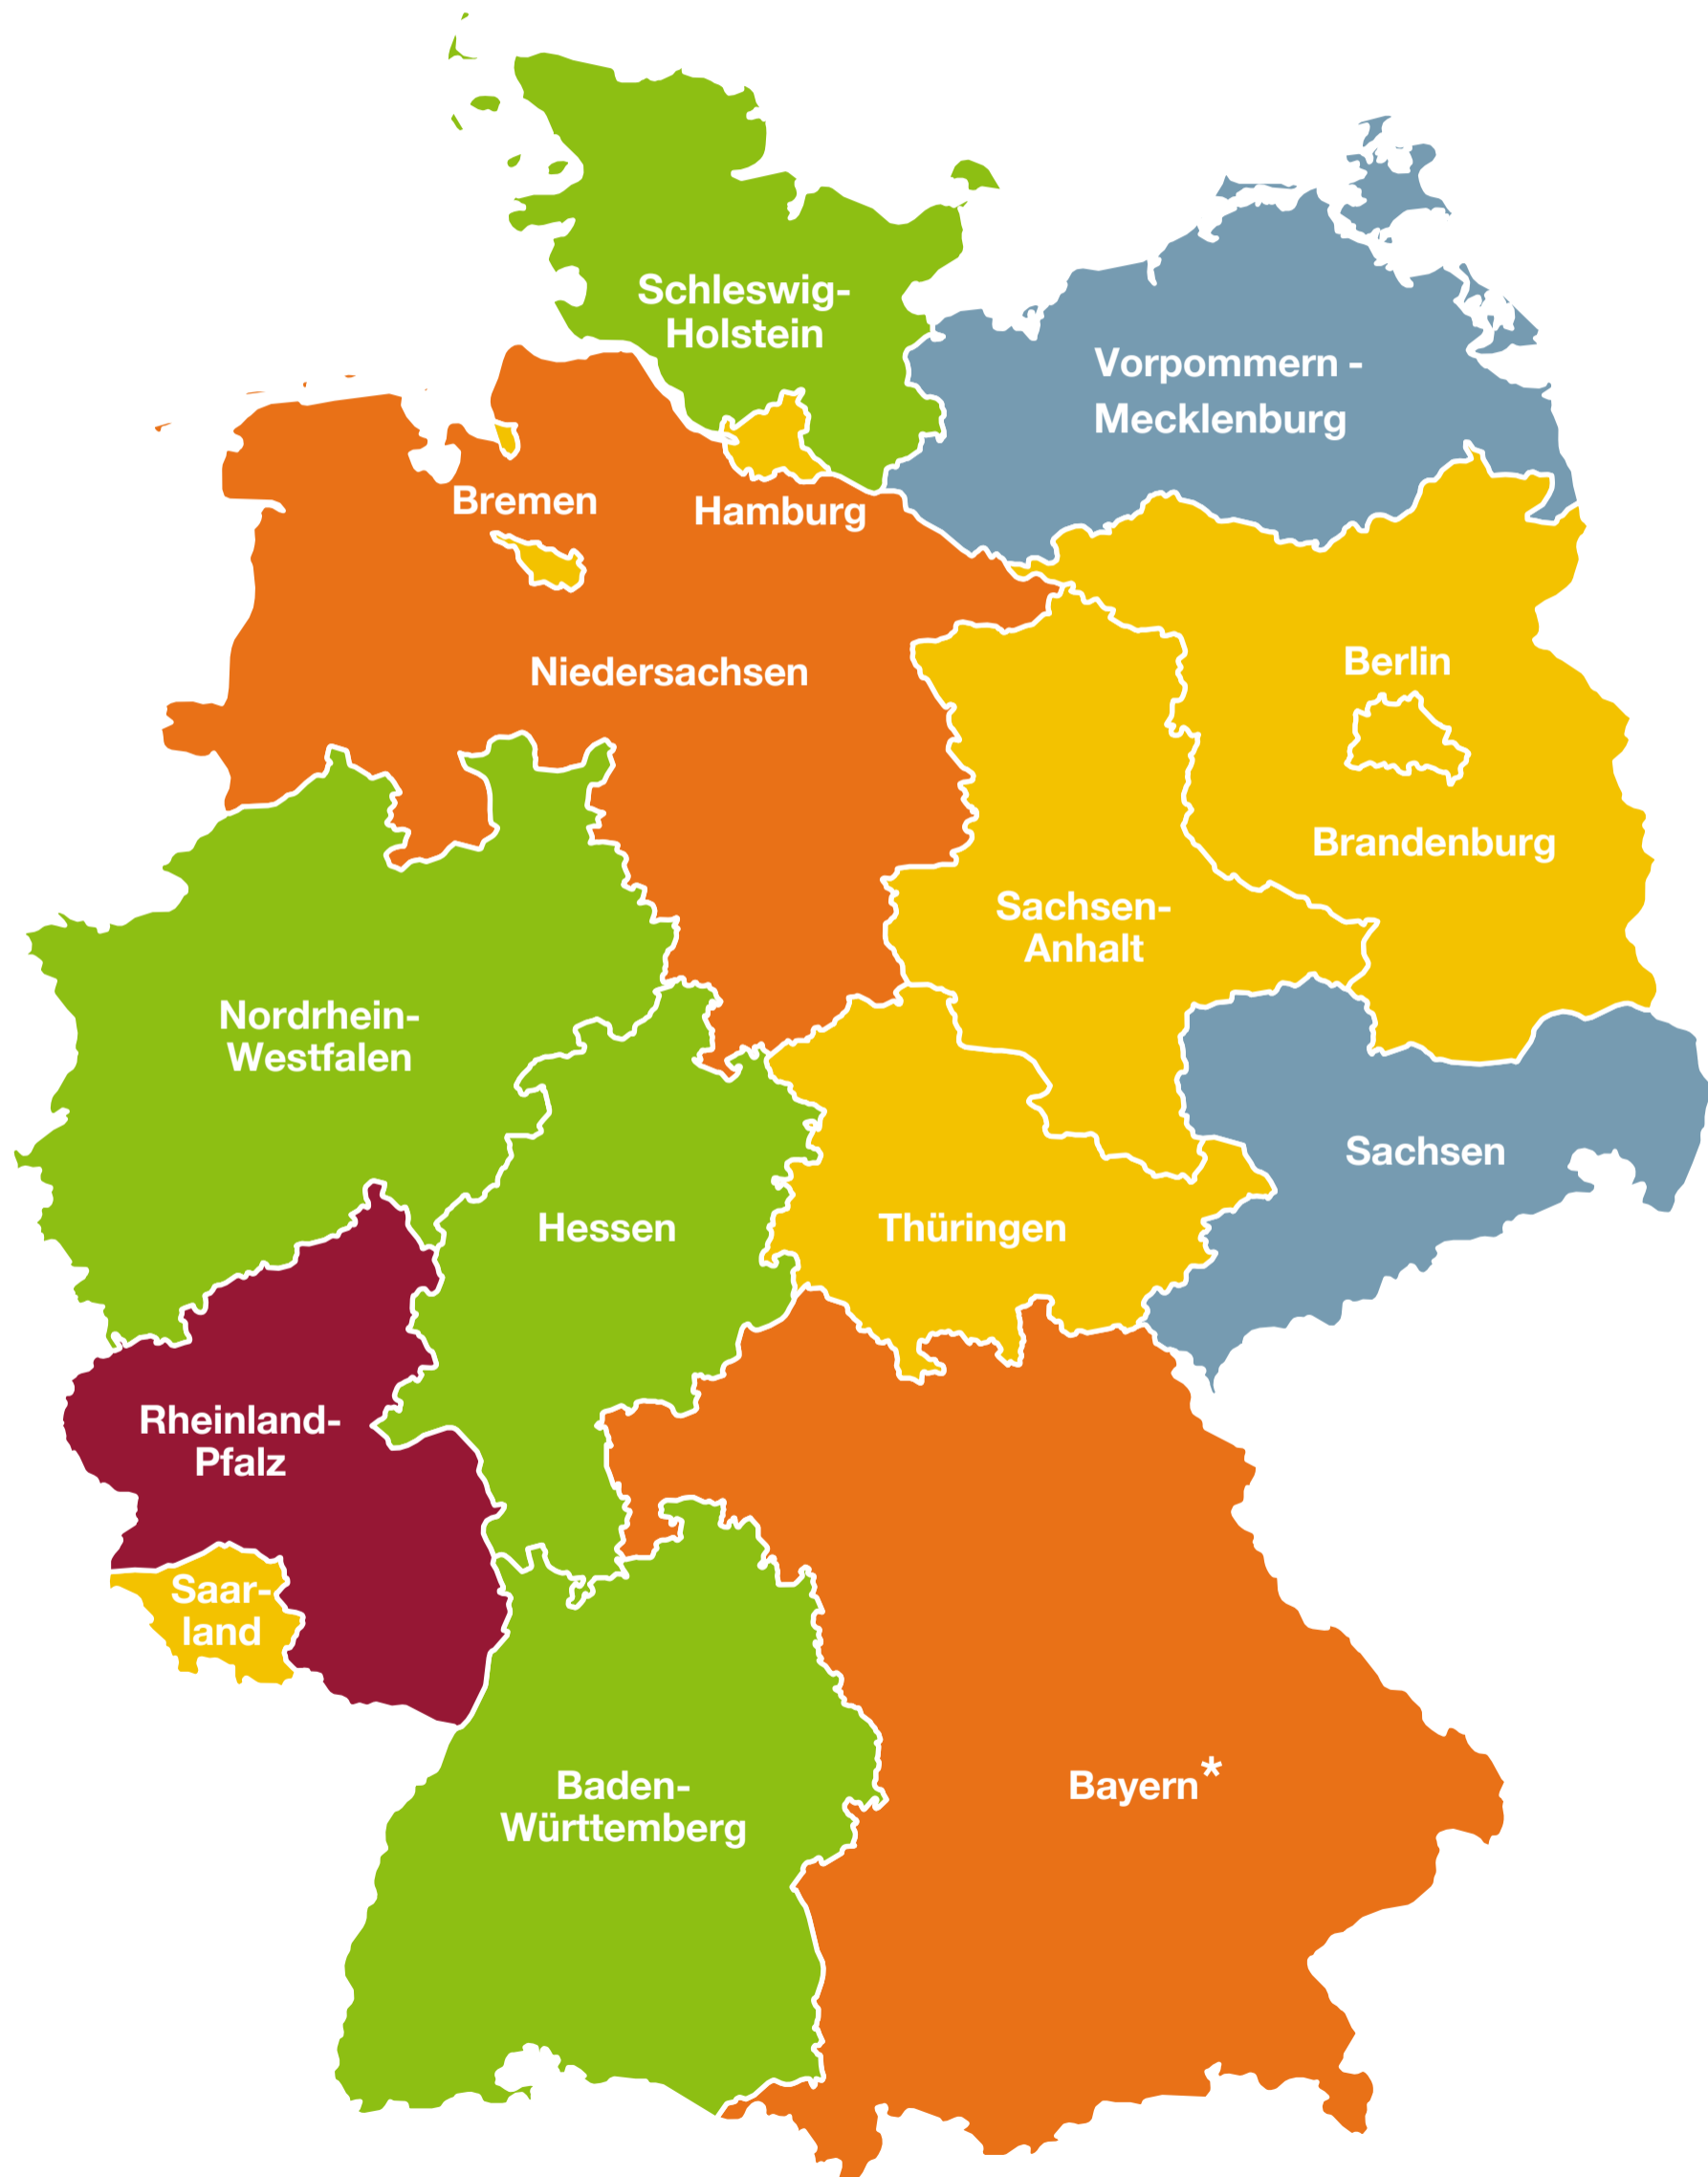 Schleswig-
Holstein
Vorpommern -
Mecklenburg
Bremen
Hamburg
Niedersachsen
Berlin
Brandenburg
Sachsen-
Anhalt
Nordrhein-
Westfalen
Sachsen
Hessen
Thüringen
Rheinland-
Pfalz
Saar-
land
Baden-
Württemberg
Bayern*